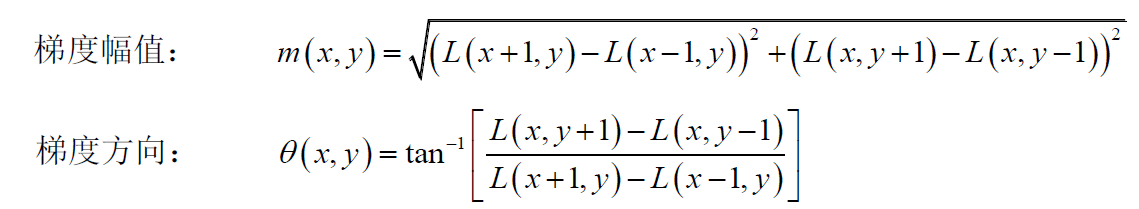 梯度幅值： m(x, y) = √((L(x+1, y) − L(x−1, y))² + (L(x, y+1) − L(x, y−1))²)
梯度方向： θ(x, y) = tan⁻¹[(L(x, y+1) − L(x, y−1)) / (L(x+1, y) − L(x−1, y))]